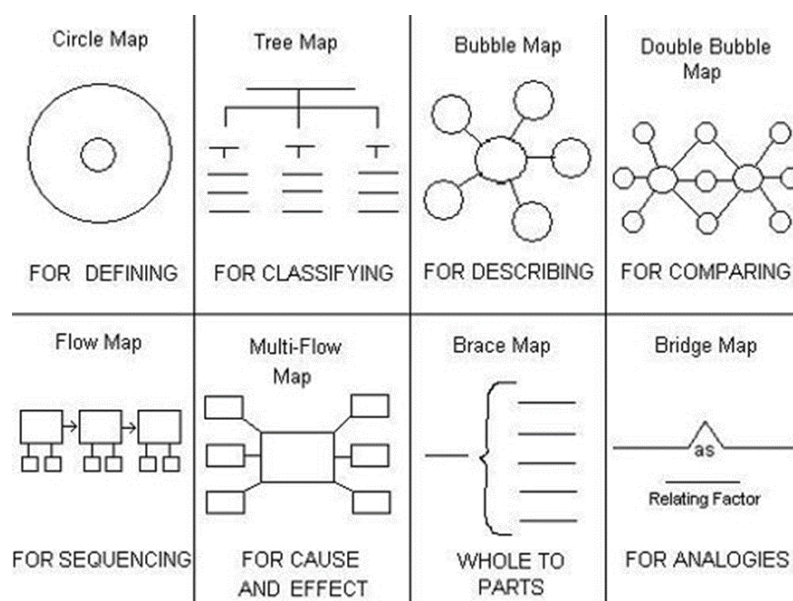 Circle Map
FOR DEFINING
Tree Map
FOR CLASSIFYING
Bubble Map
FOR DESCRIBING
Double Bubble
Map
FOR COMPARING
Flow Map
FOR SEQUENCING
Multi-Flow
Map
FOR CAUSE
AND EFFECT
Brace Map
WHOLE TO
PARTS
Bridge Map
as
Relating Factor
FOR ANALOGIES